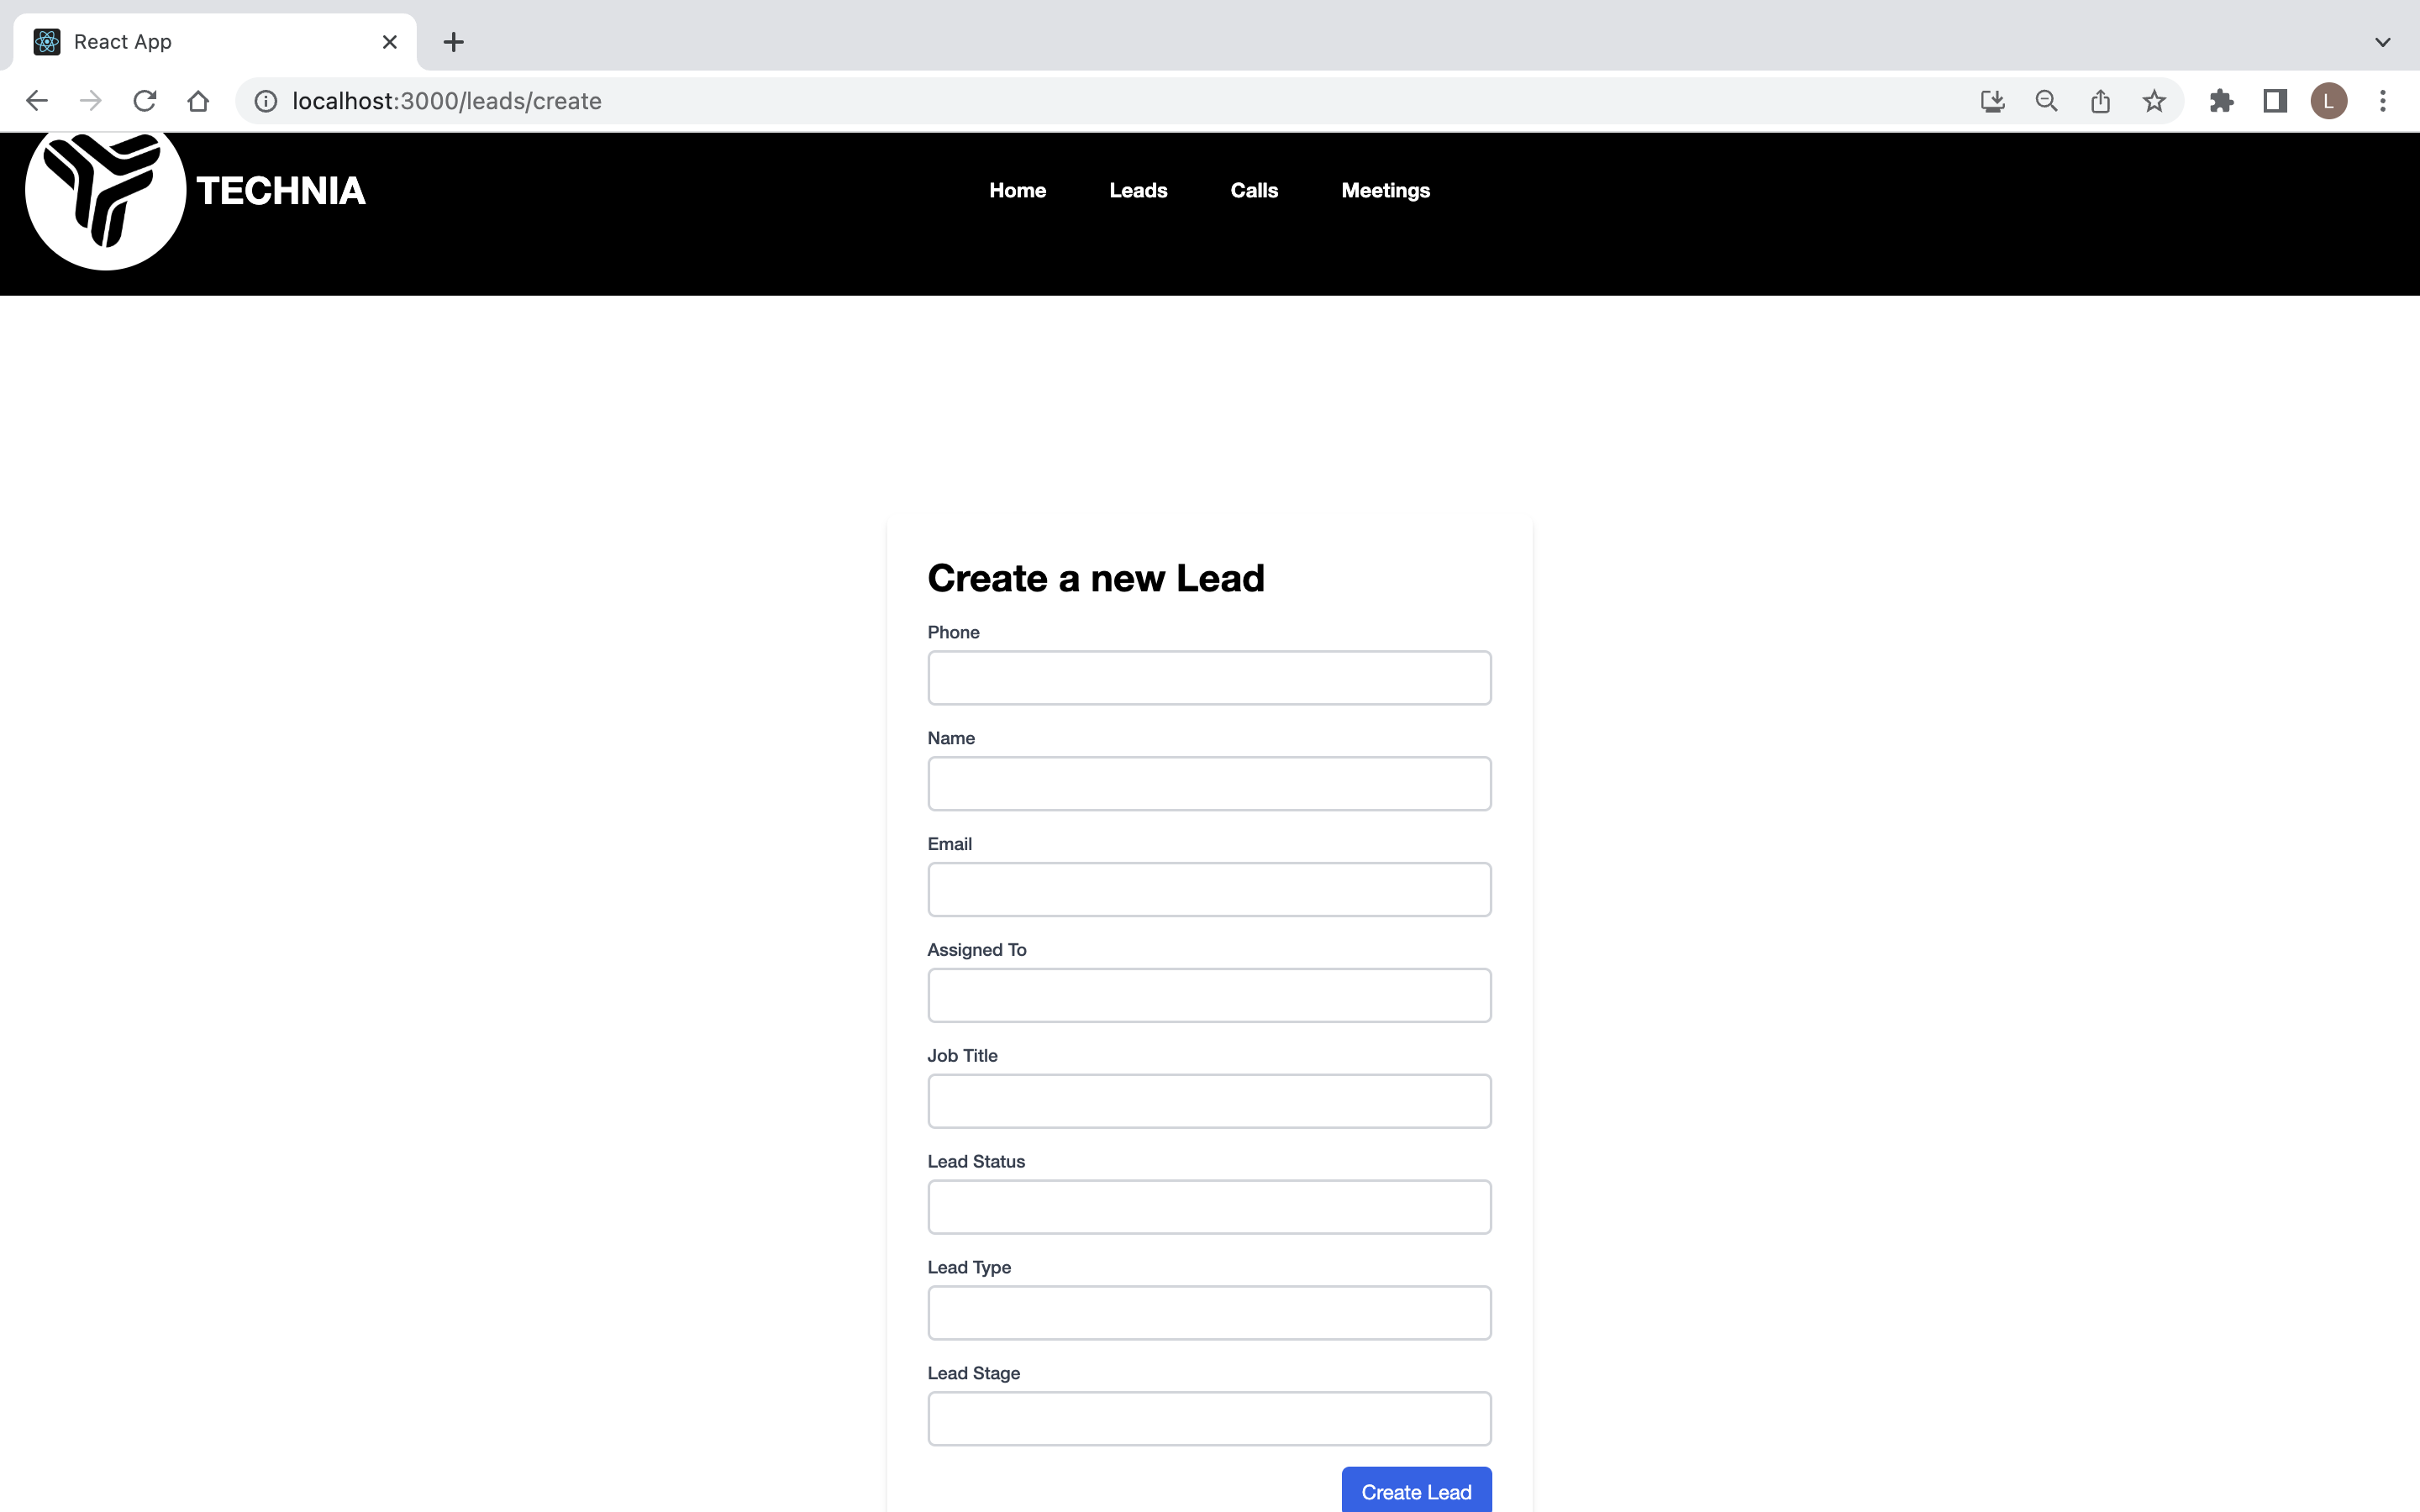 React App
localhost:3000/leads/create
L
TECHNIA
Home Leads Calls Meetings
Create a new Lead
Phone
Name
Email
Assigned To
Job Title
Lead Status
Lead Type
Lead Stage
Create Lead